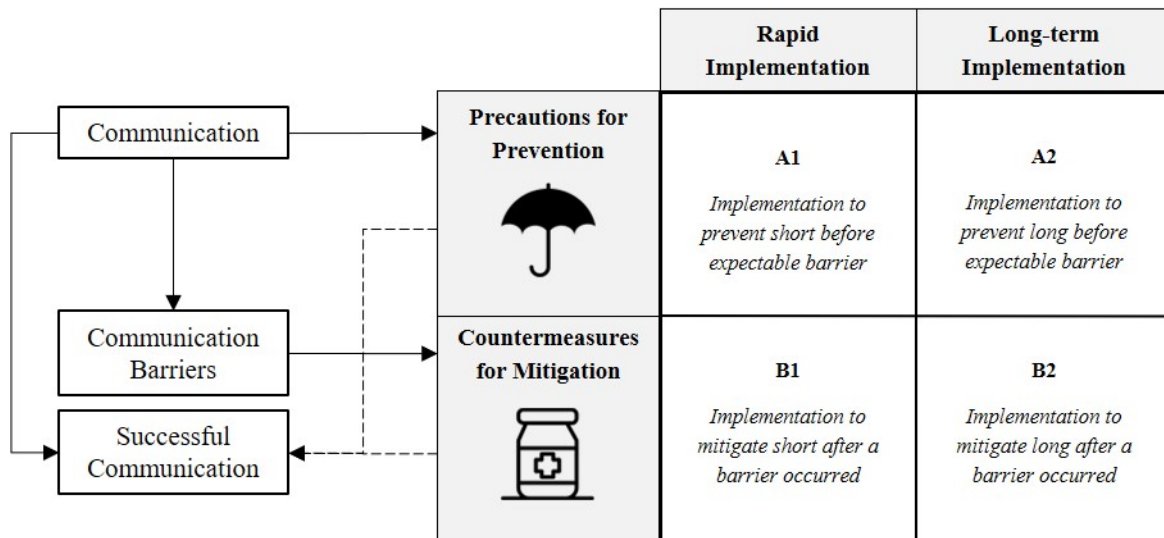 Rapid
Implementation
Long-term
Implementation
Communication
Precautions for
Prevention
A1
Implementation to
prevent short before
expectable barrier
A2
Implementation to
prevent long before
expectable barrier
Communication
Barriers
Countermeasures
for Mitigation
B1
Implementation to
mitigate short after a
barrier occurred
B2
Implementation to
mitigate long after a
barrier occurred
Successful
Communication